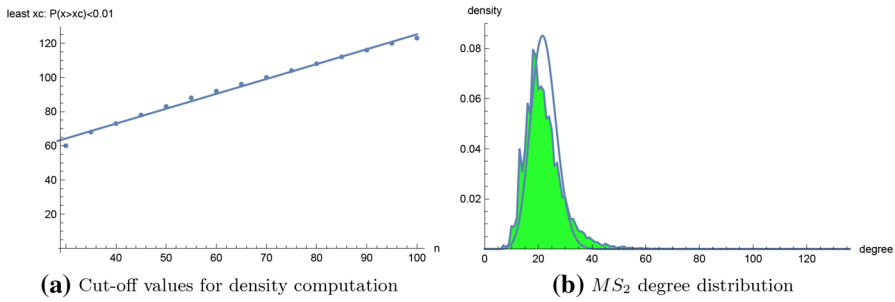 least xc: P(x>xc)<0.01
120
100
80
60
40
20
40 50 60 70 80 90 100 n
(a) Cut-off values for density computation
density
0.08
0.06
0.04
0.02
0 20 40 60 80 100 120 degree
(b) MS₂ degree distribution